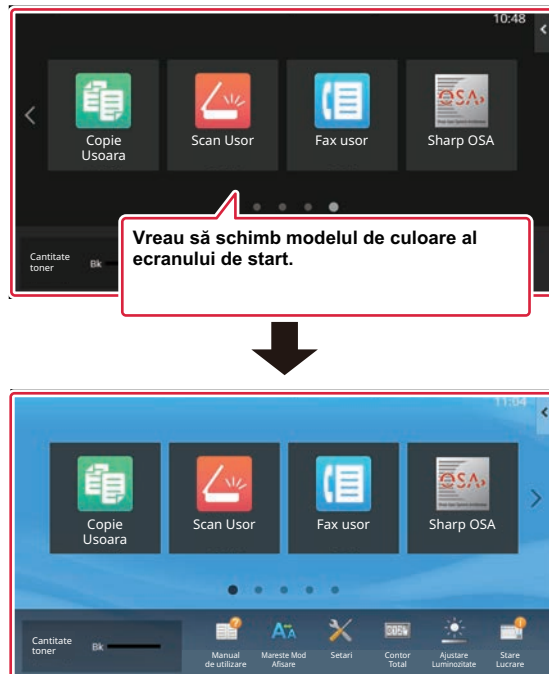 10:48
Copie
Usoara
Scan Usor
Fax usor
OSA
Sharp OSA
Cantitate
toner
Bk
Vreau să schimb modelul de culoare al
ecranului de start.
11:04
Copie
Usoara
Scan Usor
Fax usor
OSA
Sharp OSA
Cantitate
toner
Bk
Manual
de utilizare
Mareste Mod
Afisare
Setari
Contor
Total
Ajustare
Luminozitate
Stare
Lucrare